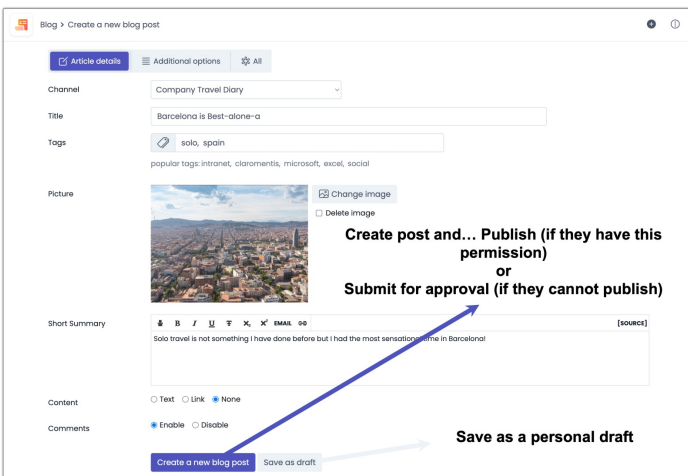 Blog > Create a new blog post
Article details
Additional options
All
Channel
Company Travel Diary
Title
Barcelona is Best-alone-a
Tags
solo, spain
popular tags: intranet, claromentis, microsoft, excel, social
Picture
Change image
Delete image
Create post and... Publish (if they have this
permission)
or
Submit for approval (if they cannot publish)
Short Summary
B I U T X, X² EMAIL
[SOURCE]
Solo travel is not something I have done before but I had the most sensational time in Barcelona!
Content
Text Link None
Comments
Enable Disable
Save as a personal draft
Create a new blog post
Save as draft